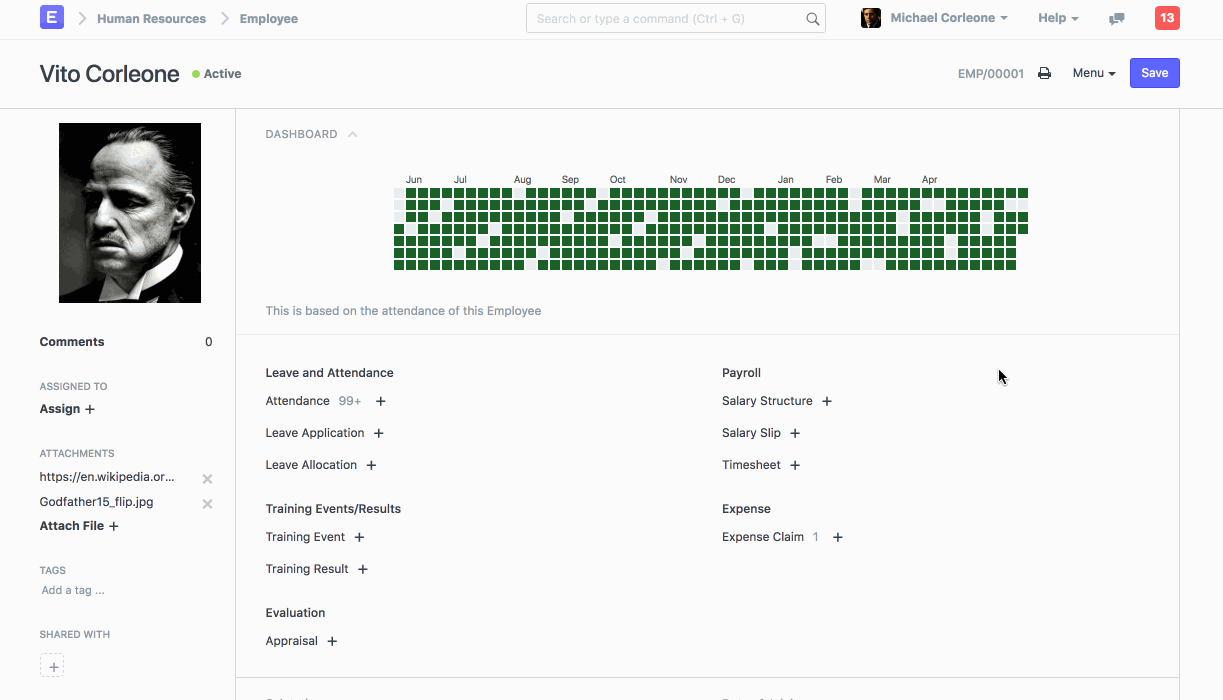 E Human Resources Employee
Search or type a command (Ctrl + G)
Michael Corleone Help 13
Vito Corleone Active
EMP/00001 Menu Save
DASHBOARD
Jun Jul Aug Sep Oct Nov Dec Jan Feb Mar Apr
This is based on the attendance of this Employee
Comments 0
ASSIGNED TO
Assign +
ATTACHMENTS
https://en.wikipedia.or... ×
Godfather15_flip.jpg ×
Attach File +
TAGS
Add a tag ...
SHARED WITH
+
Leave and Attendance
Attendance 99+ +
Leave Application +
Leave Allocation +
Training Events/Results
Training Event +
Training Result +
Evaluation
Appraisal +
Payroll
Salary Structure +
Salary Slip +
Timesheet +
Expense
Expense Claim 1 +